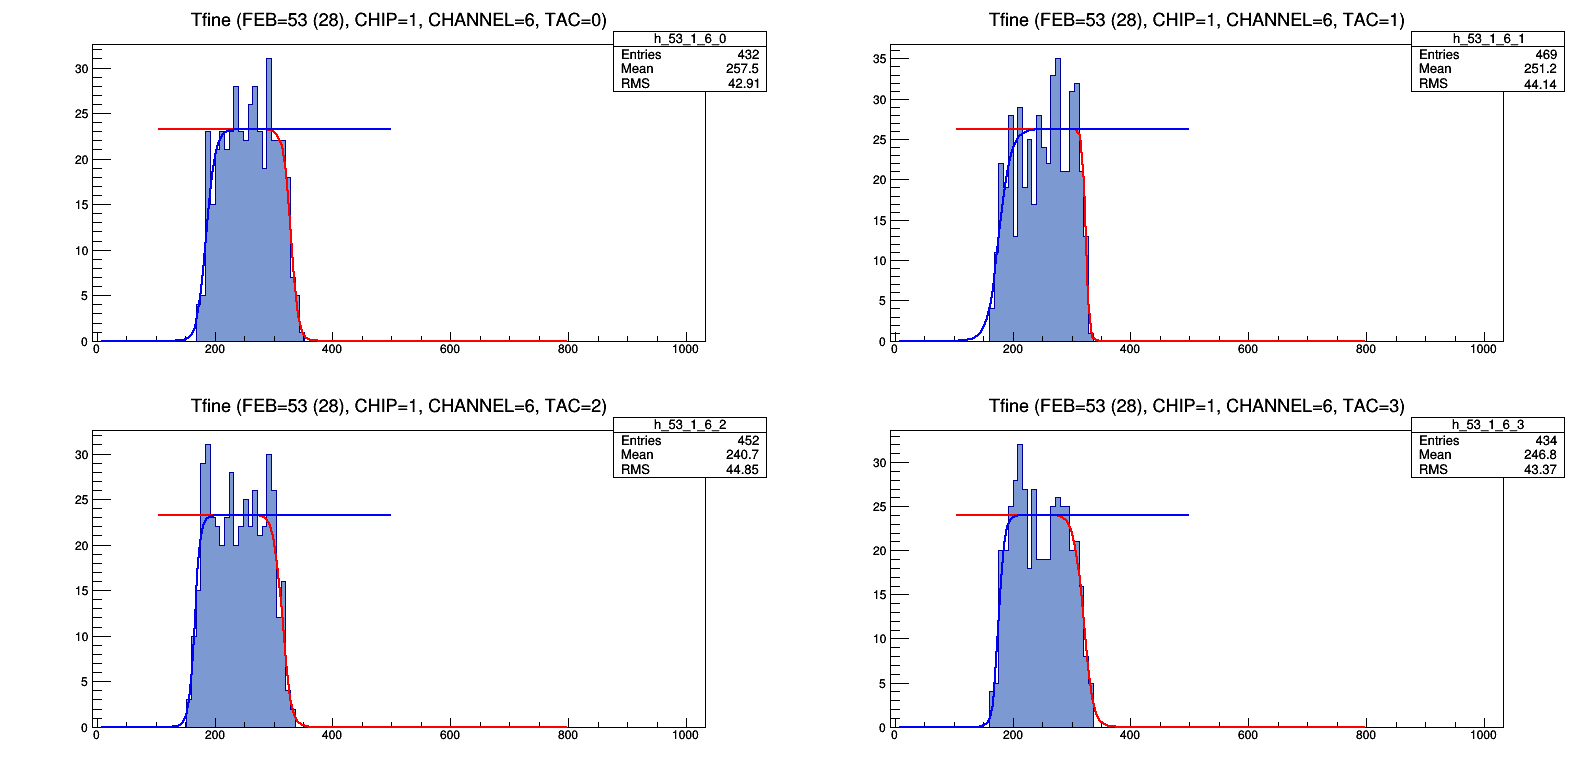 Tfine (FEB=53 (28), CHIP=1, CHANNEL=6, TAC=0)
h_53_1_6_0
Entries 432
Mean 257.5
RMS 42.91
30
25
20
15
10
5
0
0 200 400 600 800 1000
Tfine (FEB=53 (28), CHIP=1, CHANNEL=6, TAC=1)
h_53_1_6_1
Entries 469
Mean 251.2
RMS 44.14
35
30
25
20
15
10
5
0
0 200 400 600 800 1000
Tfine (FEB=53 (28), CHIP=1, CHANNEL=6, TAC=2)
h_53_1_6_2
Entries 452
Mean 240.7
RMS 44.85
30
25
20
15
10
5
0
0 200 400 600 800 1000
Tfine (FEB=53 (28), CHIP=1, CHANNEL=6, TAC=3)
h_53_1_6_3
Entries 434
Mean 246.8
RMS 43.37
30
25
20
15
10
5
0
0 200 400 600 800 1000